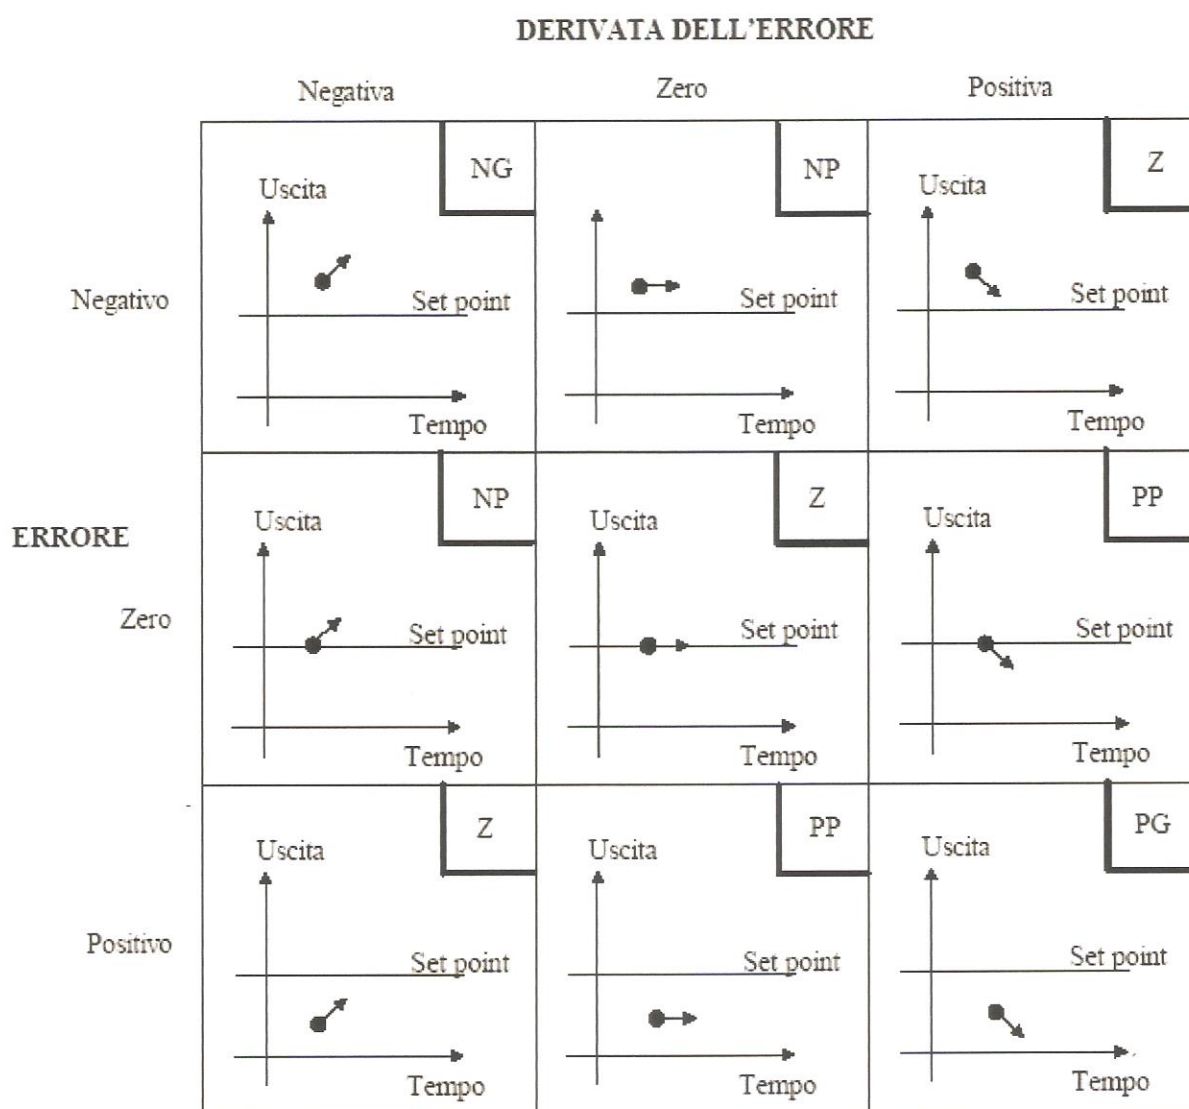 DERIVATA DELL'ERRORE
Negativa Zero Positiva
NG NP Z
Uscita Uscita
Negativo Set point Set point Set point
Tempo Tempo Tempo
NP Z PP
Uscita Uscita Uscita
ERRORE
Zero Set point Set point Set point
Tempo Tempo Tempo
Z PP PG
Uscita Uscita Uscita
Positivo Set point Set point Set point
Tempo Tempo Tempo